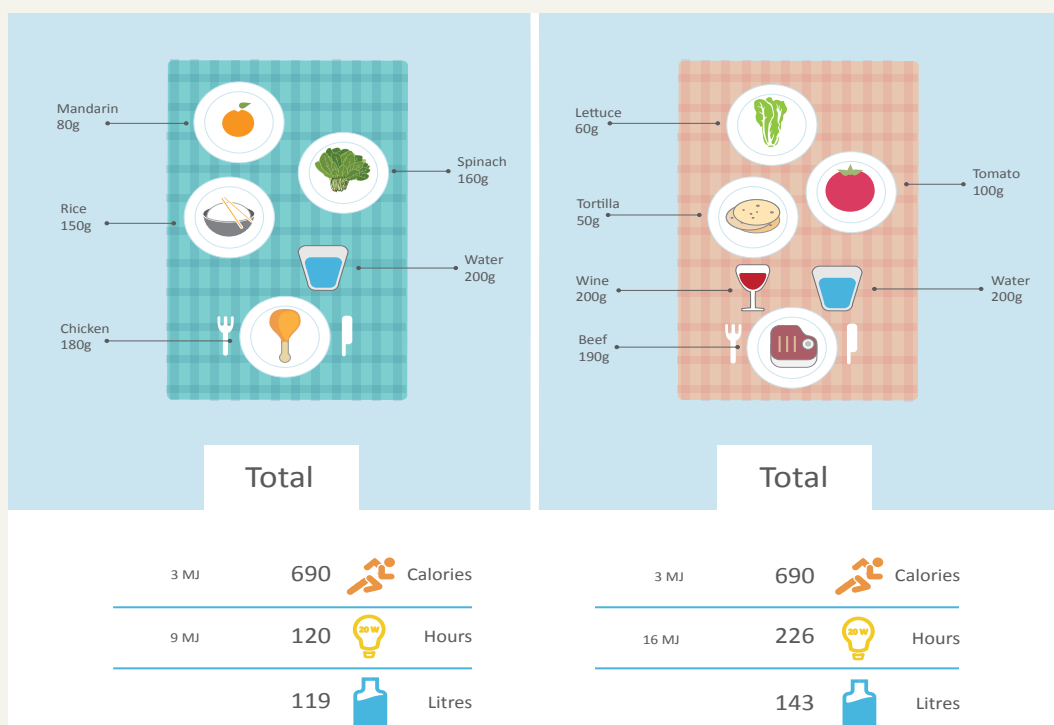 Mandarin
80g
Spinach
160g
Rice
150g
Water
200g
Chicken
180g
Total
3 MJ 690 Calories
9 MJ 120 20 W Hours
119 Litres
Lettuce
60g
Tomato
100g
Tortilla
50g
Wine
200g
Water
200g
Beef
190g
Total
3 MJ 690 Calories
16 MJ 226 20 W Hours
143 Litres